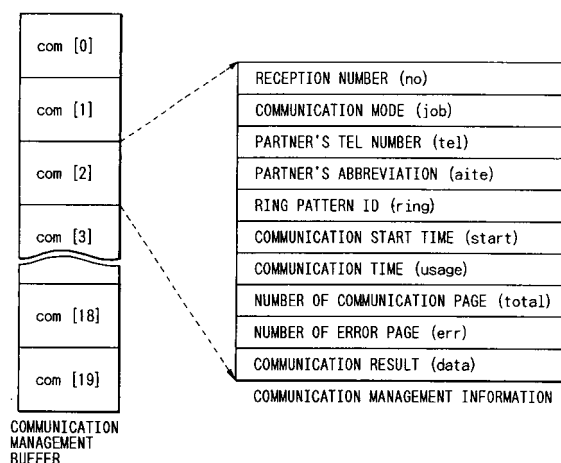 com [0]
com [1]
com [2]
com [3]
com [18]
com [19]
COMMUNICATION
MANAGEMENT
BUFFER
RECEPTION NUMBER (no)
COMMUNICATION MODE (job)
PARTNER'S TEL NUMBER (tel)
PARTNER'S ABBREVIATION (aite)
RING PATTERN ID (ring)
COMMUNICATION START TIME (start)
COMMUNICATION TIME (usage)
NUMBER OF COMMUNICATION PAGE (total)
NUMBER OF ERROR PAGE (err)
COMMUNICATION RESULT (data)
COMMUNICATION MANAGEMENT INFORMATION